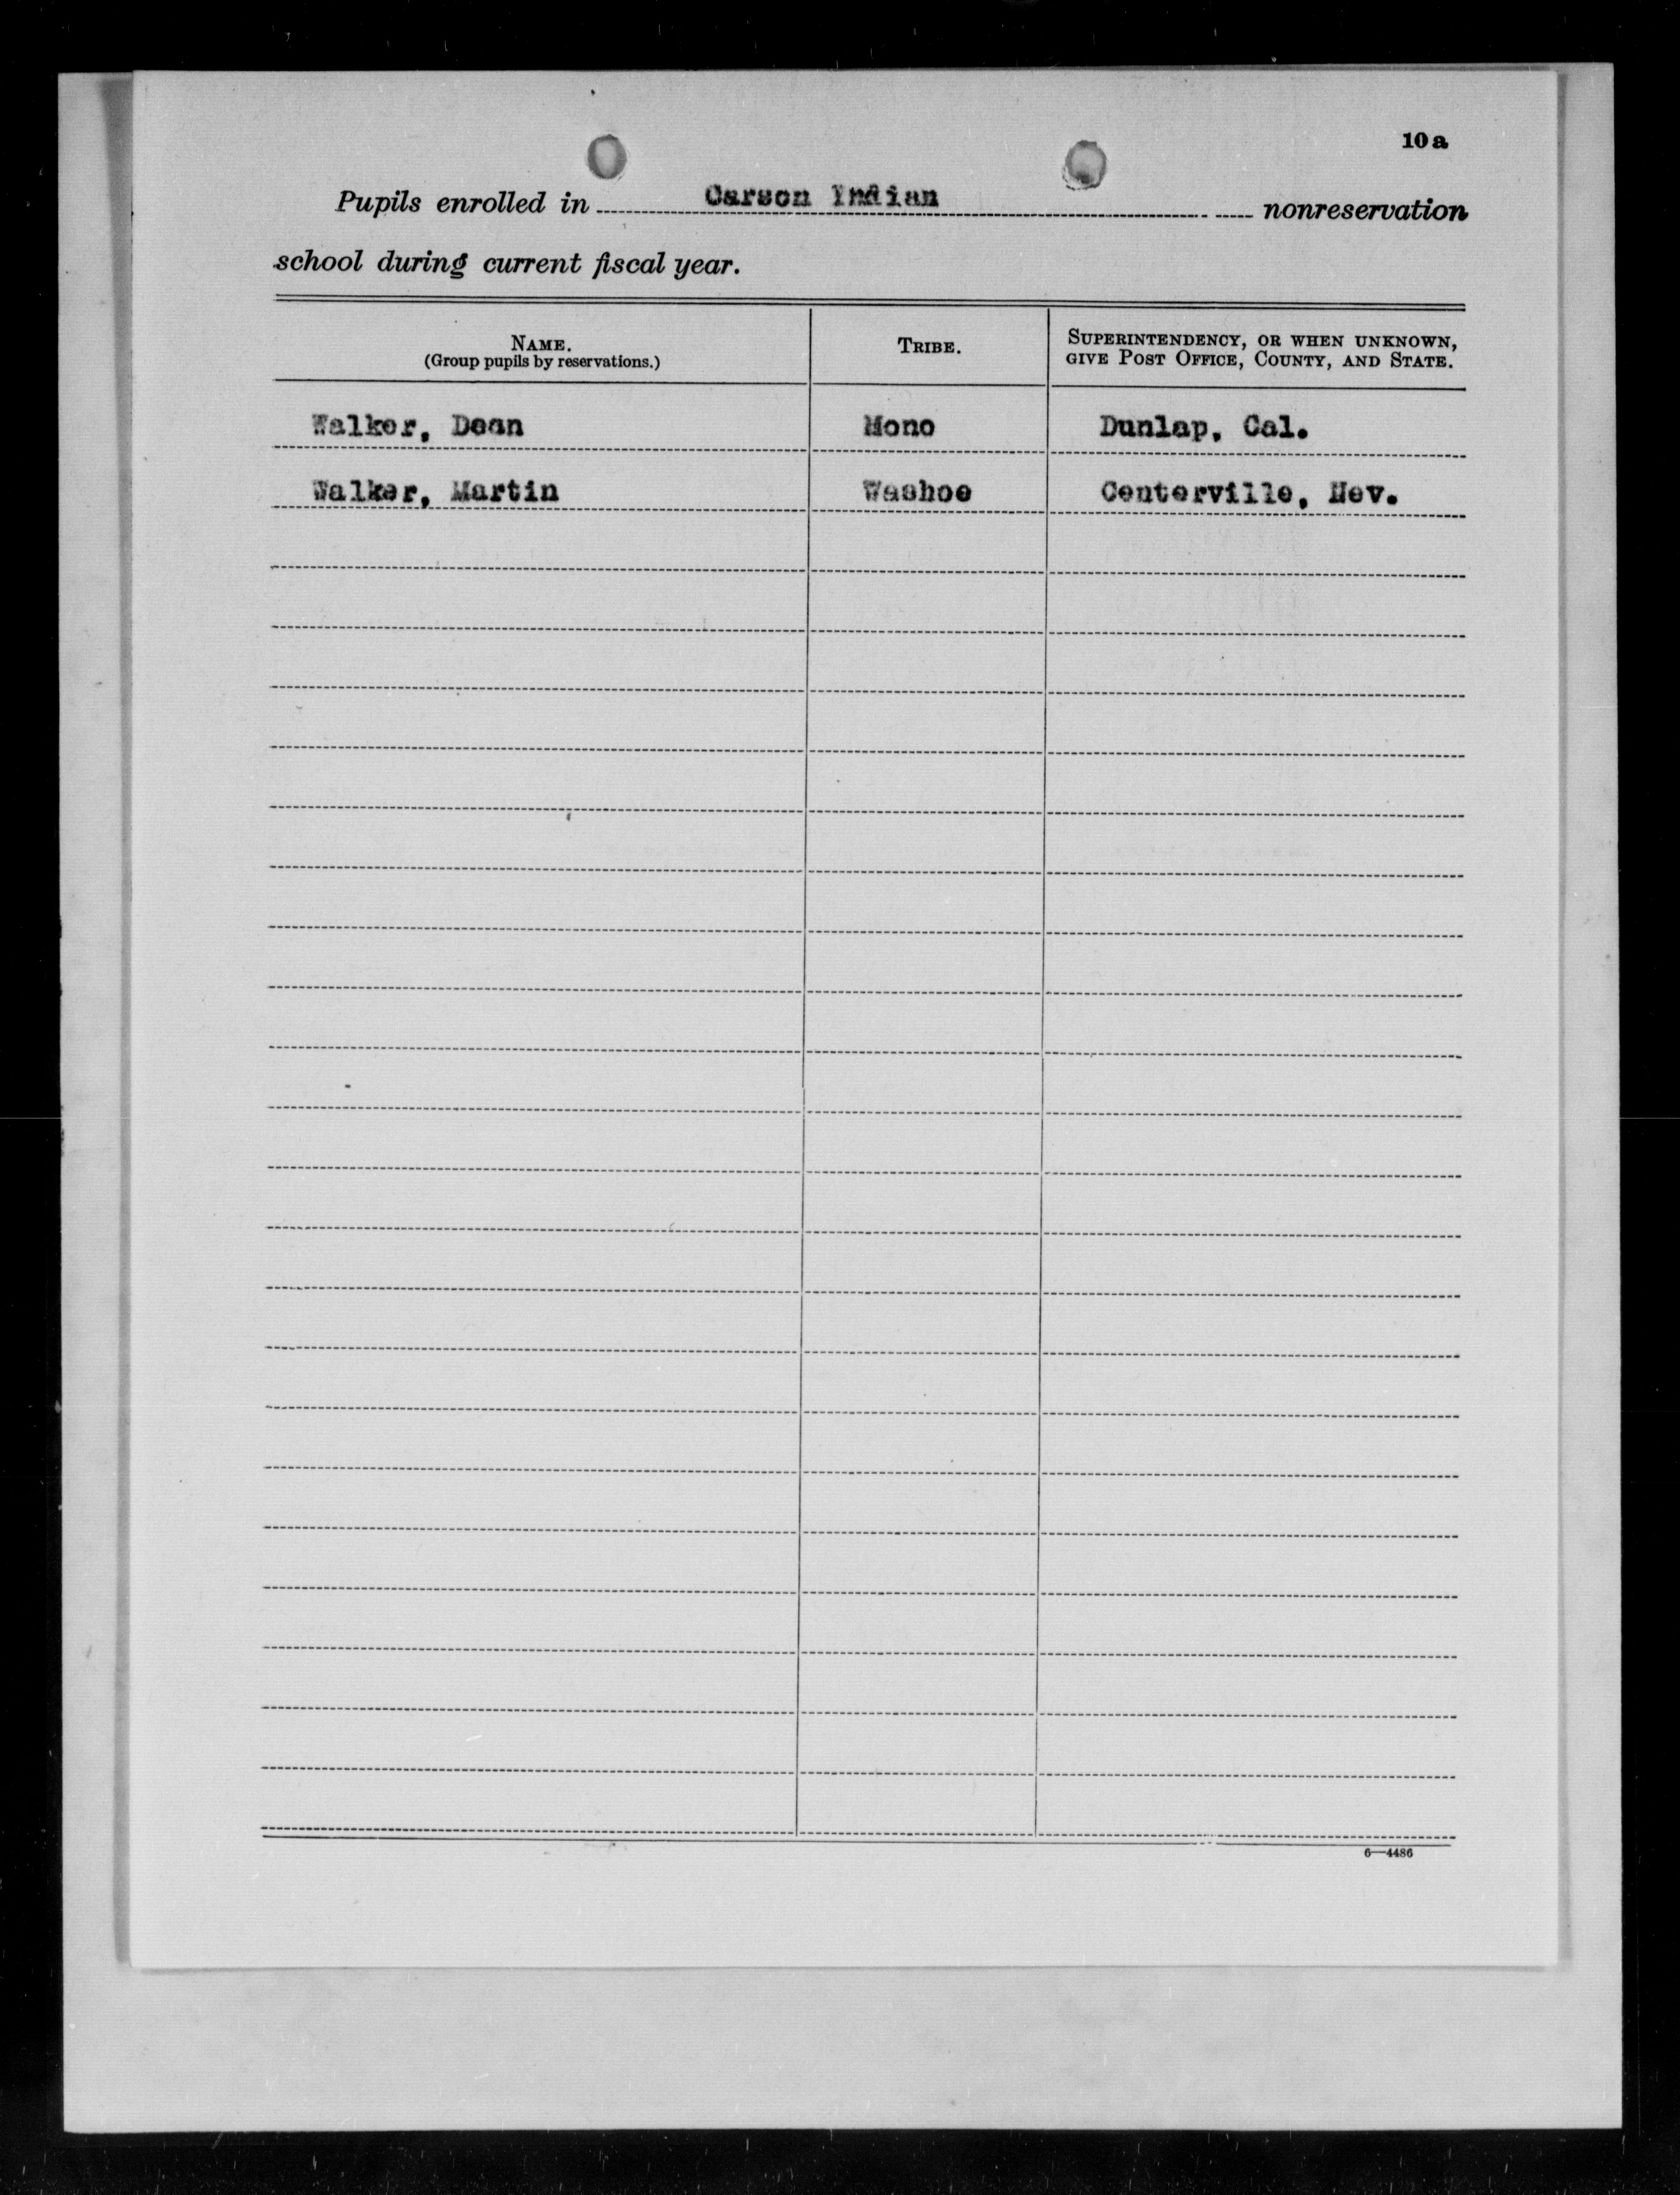 10a
Pupils enrolled in Carson Indian nonreservation
school during current fiscal year.
NAME. TRIBE. SUPERINTENDENCY, OR WHEN UNKNOWN,
(Group pupils by reservations.) GIVE POST OFFICE, COUNTY, AND STATE.
Walker, Dean Mono Dunlap, Cal.
Walker, Martin Washoe Centerville, Nev.
6—4486